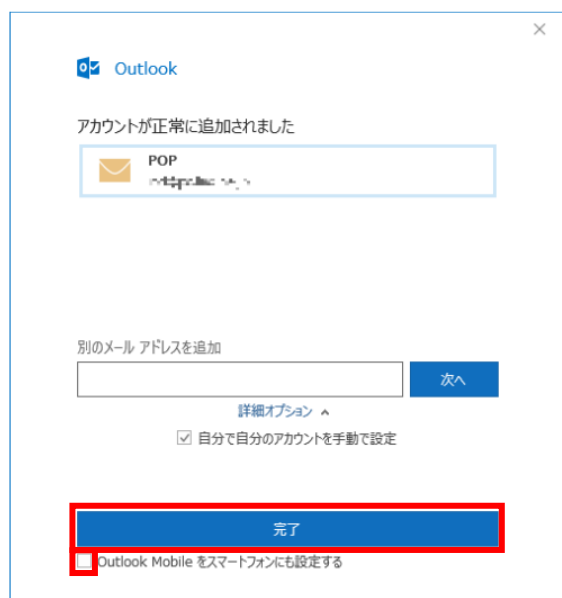 Outlook
アカウントが正常に追加されました
POP
別のメール アドレスを追加
次へ
詳細オプション
自分で自分のアカウントを手動で設定
完了
Outlook Mobile をスマートフォンにも設定する